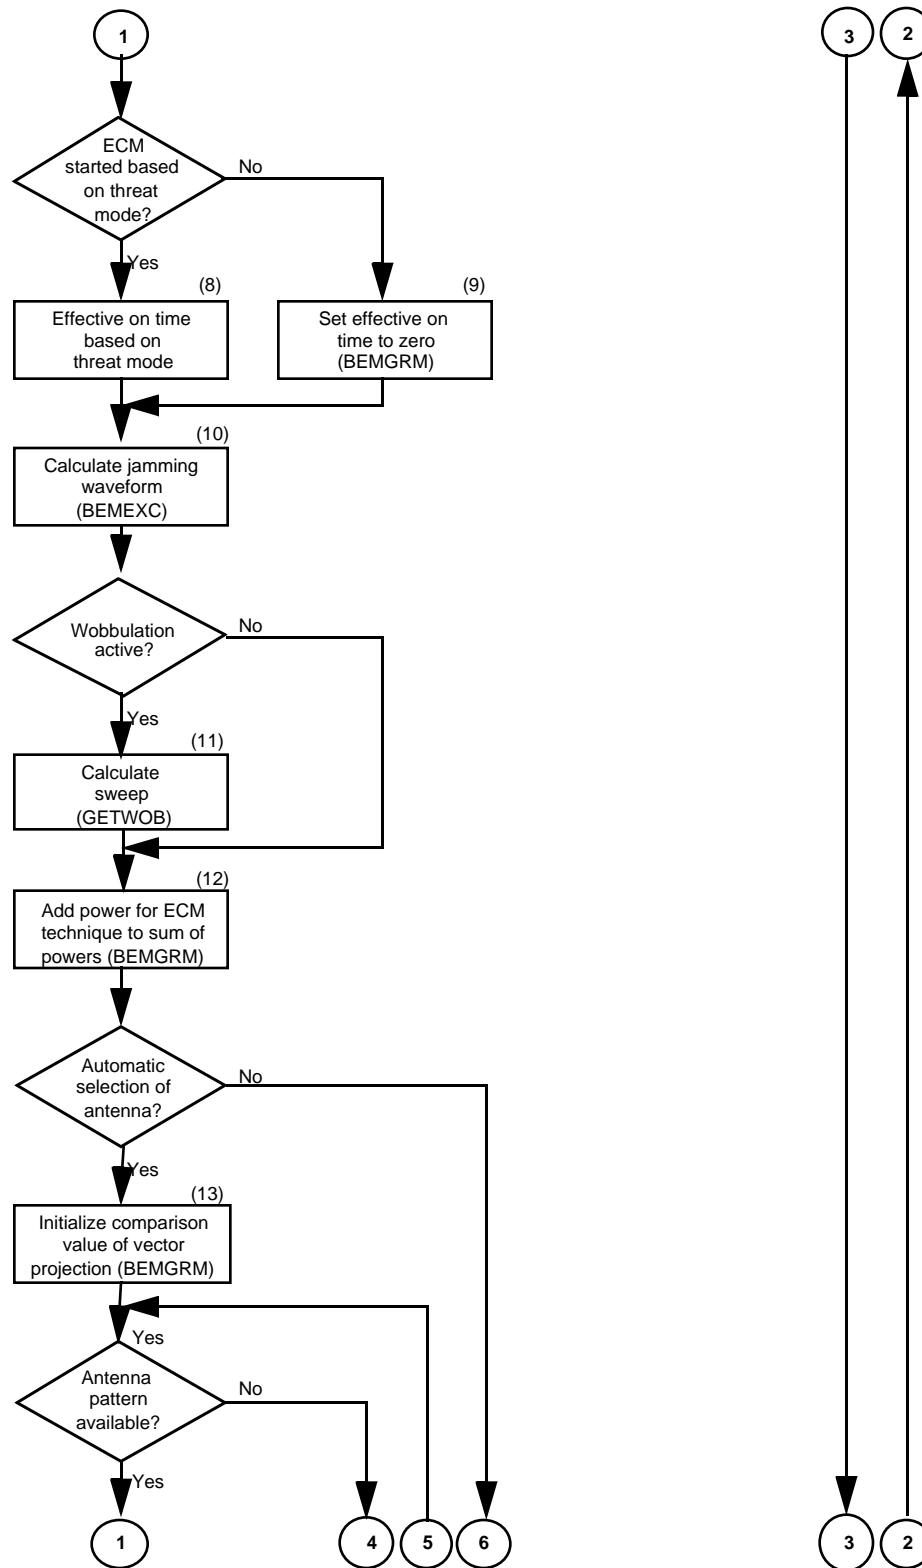 1
3
2
ECM
started based
on threat
mode?
No
Yes
(8)
(9)
Effective on time
based on
threat mode
Set effective on
time to zero
(BEMGRM)
(10)
Calculate jamming
waveform
(BEMEXC)
Wobbulation
active?
No
Yes
(11)
Calculate
sweep
(GETWOB)
(12)
Add power for ECM
technique to sum of
powers (BEMGRM)
Automatic
selection of
antenna?
No
Yes
(13)
Initialize comparison
value of vector
projection (BEMGRM)
Yes
Antenna
pattern
available?
No
Yes
1
4
5
6
3
2